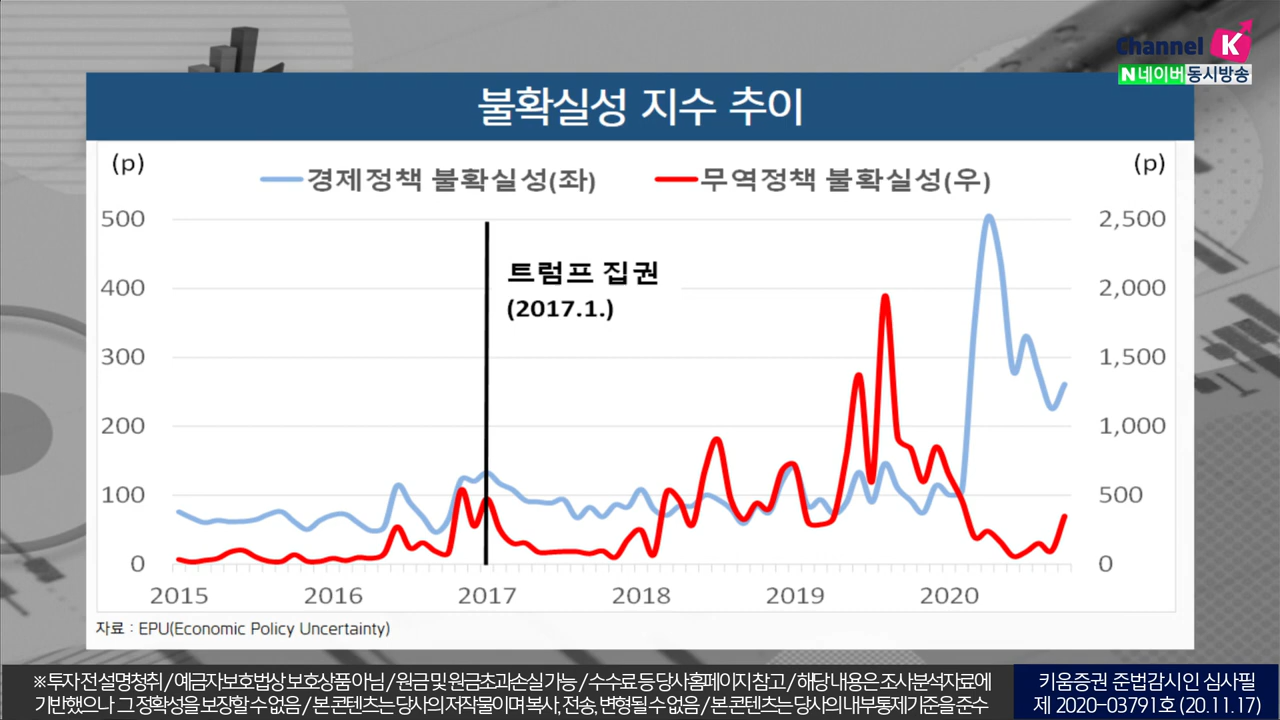 Channel K
N 네이버 동시방송
불확실성 지수 추이
(p) (p)
경제정책 불확실성(좌) 무역정책 불확실성(우)
500 2,500
트럼프 집권
400 2,000
(2017.1.)
300 1,500
200 1,000
100 500
0 0
2015 2016 2017 2018 2019 2020
자료 : EPU(Economic Policy Uncertainty)
※ 투자 전 설명청취 / 예금자보호법상 보호상품 아님 / 원금 및 원금초과손실 가능 / 수수료 등 당사 홈페이지 참고 / 해당 내용은 조사분석자료에
기반했으나 그 정확성을 보장할 수 없음 / 본 콘텐츠는 당사의 저작물이며 복사, 전송, 변형될 수 없음 / 본 콘텐츠는 당사의 내부통제기준을 준수
키움증권 준법감시인 심사필
제 2020-03791호 (20.11.17)